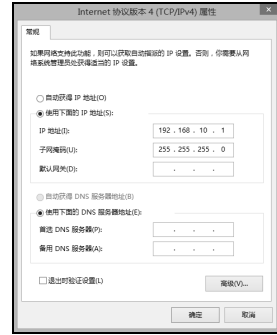 Internet 协议版本 4 (TCP/IPv4) 属性
常规
如果网络支持此功能，则可以获取自动指派的 IP 设置。否则，你需要从网
络系统管理员处获得适当的 IP 设置。
自动获得 IP 地址(O)
使用下面的 IP 地址(S):
IP 地址(I): 192 . 168 . 10 . 1
子网掩码(U): 255 . 255 . 255 . 0
默认网关(D): . . .
自动获得 DNS 服务器地址(B)
使用下面的 DNS 服务器地址(E):
首选 DNS 服务器(P): . . .
备用 DNS 服务器(A): . . .
退出时验证设置(L)
高级(V)...
确定 取消